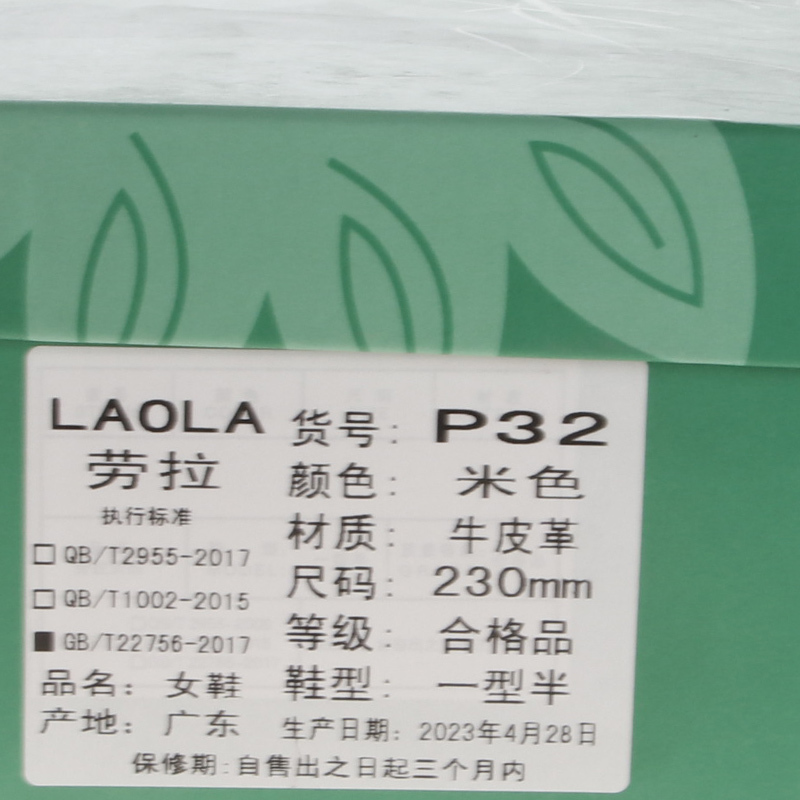 LAOLA
劳拉
执行标准
□QB/T2955-2017
□QB/T1002-2015
■GB/T22756-2017
品名：女鞋
产地：广东
货号：P32
颜色：米色
材质：牛皮革
尺码：230mm
等级：合格品
鞋型：一型半
生产日期：2023年4月28日
保修期：自售出之日起三个月内